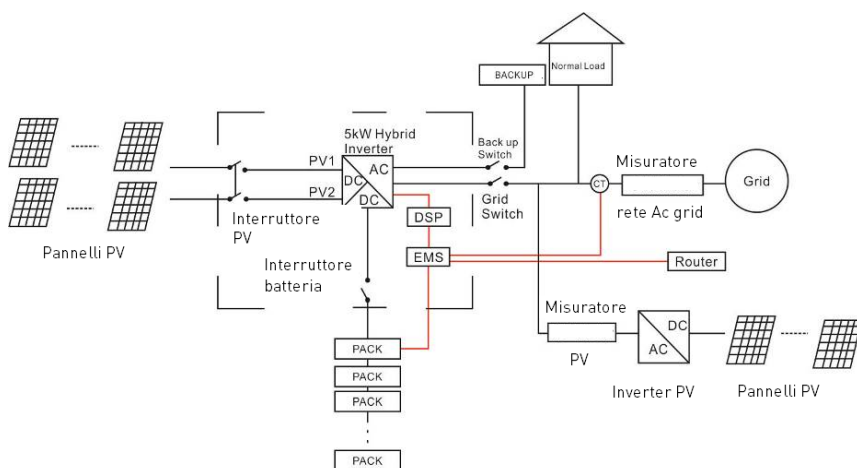 BACKUP
Normal Load
5kW Hybrid
Inverter
Back up
Switch
Misuratore
PV1
AC
DC
CT
Grid
PV2
DC
Grid
Switch
rete Ac grid
Interruttore
PV
DSP
Pannelli PV
EMS
Router
Interruttore
batteria
Misuratore
DC
AC
PV
PACK
PACK
Inverter PV
Pannelli PV
PACK
PACK